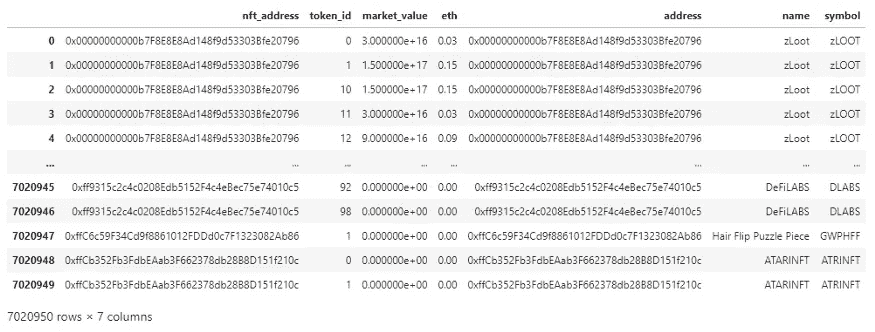 nft_address token_id market_value eth address name symbol
0 0x00000000000b7F8E8E8Ad148f9d53303Bfe20796 0 3.000000e+16 0.03 0x00000000000b7F8E8E8Ad148f9d53303Bfe20796 zLoot zLOOT
1 0x00000000000b7F8E8E8Ad148f9d53303Bfe20796 1 1.500000e+17 0.15 0x00000000000b7F8E8E8Ad148f9d53303Bfe20796 zLoot zLOOT
2 0x00000000000b7F8E8E8Ad148f9d53303Bfe20796 10 1.500000e+17 0.15 0x00000000000b7F8E8E8Ad148f9d53303Bfe20796 zLoot zLOOT
3 0x00000000000b7F8E8E8Ad148f9d53303Bfe20796 11 3.000000e+16 0.03 0x00000000000b7F8E8E8Ad148f9d53303Bfe20796 zLoot zLOOT
4 0x00000000000b7F8E8E8Ad148f9d53303Bfe20796 12 9.000000e+16 0.09 0x00000000000b7F8E8E8Ad148f9d53303Bfe20796 zLoot zLOOT
... ... ... ... ... ... ... ...
7020945 0xff9315c2c4c0208Edb5152F4c4eBec75e74010c5 92 0.000000e+00 0.00 0xff9315c2c4c0208Edb5152F4c4eBec75e74010c5 DeFiLABS DLABS
7020946 0xff9315c2c4c0208Edb5152F4c4eBec75e74010c5 98 0.000000e+00 0.00 0xff9315c2c4c0208Edb5152F4c4eBec75e74010c5 DeFiLABS DLABS
7020947 0xffC6c59F34Cd9f8861012FDDd0c7F1323082Ab86 1 0.000000e+00 0.00 0xffC6c59F34Cd9f8861012FDDd0c7F1323082Ab86 Hair Flip Puzzle Piece GWPHFF
7020948 0xffCb352Fb3FdbEAab3F662378db28B8D151f210c 0 0.000000e+00 0.00 0xffCb352Fb3FdbEAab3F662378db28B8D151f210c ATARINFT ATRINFT
7020949 0xffCb352Fb3FdbEAab3F662378db28B8D151f210c 1 0.000000e+00 0.00 0xffCb352Fb3FdbEAab3F662378db28B8D151f210c ATARINFT ATRINFT
7020950 rows × 7 columns